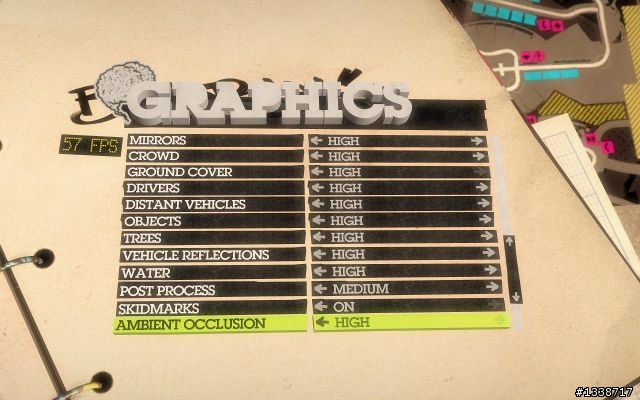 GRAPHICS
57 FPS
MIRRORS HIGH
CROWD HIGH
GROUND COVER HIGH
DRIVERS HIGH
DISTANT VEHICLES HIGH
OBJECTS HIGH
TREES HIGH
VEHICLE REFLECTIONS HIGH
WATER HIGH
POST PROCESS MEDIUM
SKIDMARKS ON
AMBIENT OCCLUSION HIGH
#1338717